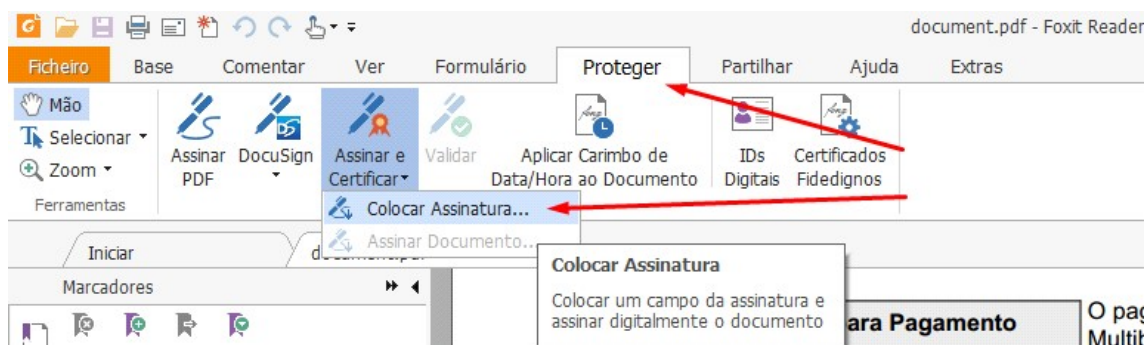 document.pdf - Foxit Reader
Ficheiro Base Comentar Ver Formulário Proteger Partilhar Ajuda Extras
Mão
Selecionar
Zoom
Ferramentas
Assinar PDF
DocuSign
Assinar e Certificar
Validar
Aplicar Carimbo de Data/Hora ao Documento
IDs Digitais
Certificados Fidedignos
Colocar Assinatura...
Assinar Documento...
Iniciar
Marcadores
Colocar Assinatura
Colocar um campo da assinatura e
assinar digitalmente o documento
ara Pagamento
O pag